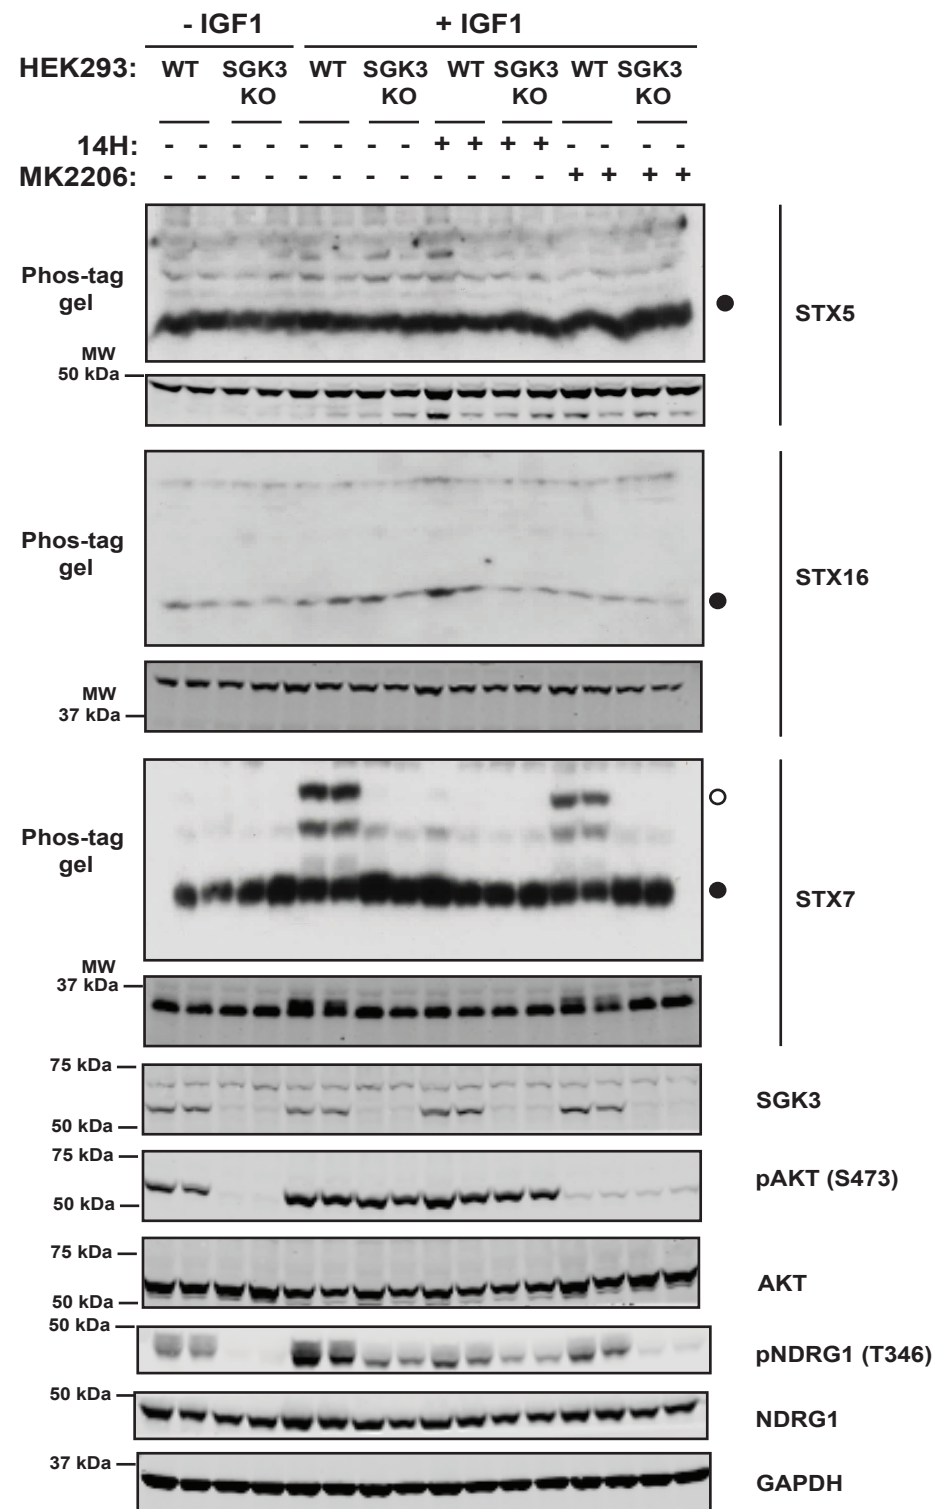 - IGF1 + IGF1
HEK293: WT SGK3 WT SGK3 WT SGK3 WT SGK3
KO KO KO KO
14H: - - - - - - - - + + + + - - - -
MK2206: - - - - - - - - - - - - + + + +
Phos-tag
gel
STX5
MW
50 kDa
Phos-tag
gel
STX16
MW
37 kDa
Phos-tag
gel
STX7
MW
37 kDa
75 kDa
SGK3
50 kDa
75 kDa
pAKT (S473)
50 kDa
75 kDa
AKT
50 kDa
50 kDa
pNDRG1 (T346)
50 kDa
NDRG1
37 kDa
GAPDH